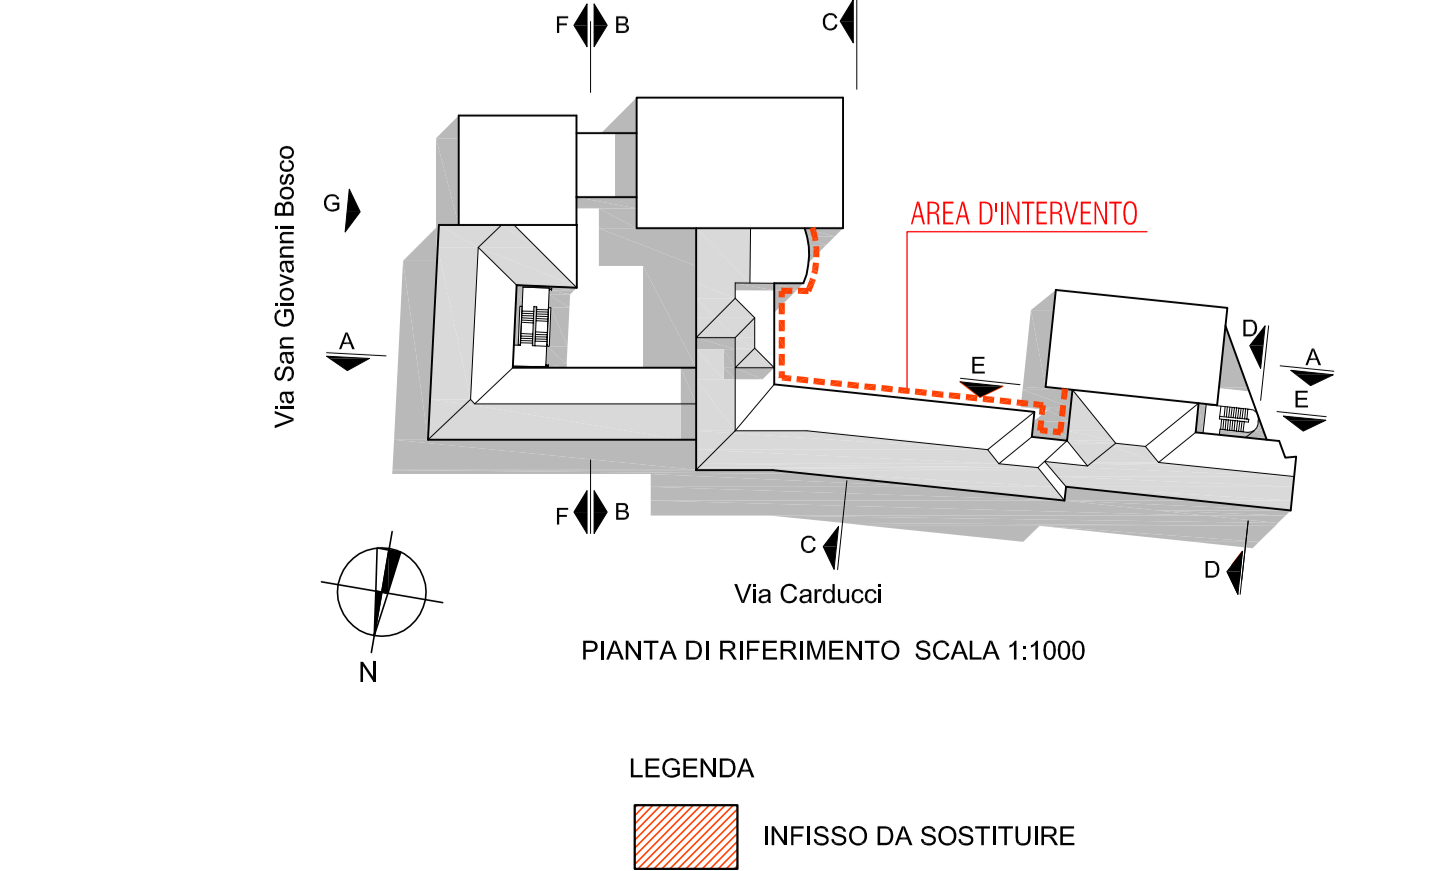 F B
C
Via San Giovanni Bosco
G
AREA D'INTERVENTO
D
A
A
E
E
F B
C
D
Via Carducci
N
PIANTA DI RIFERIMENTO SCALA 1:1000
LEGENDA
INFISSO DA SOSTITUIRE